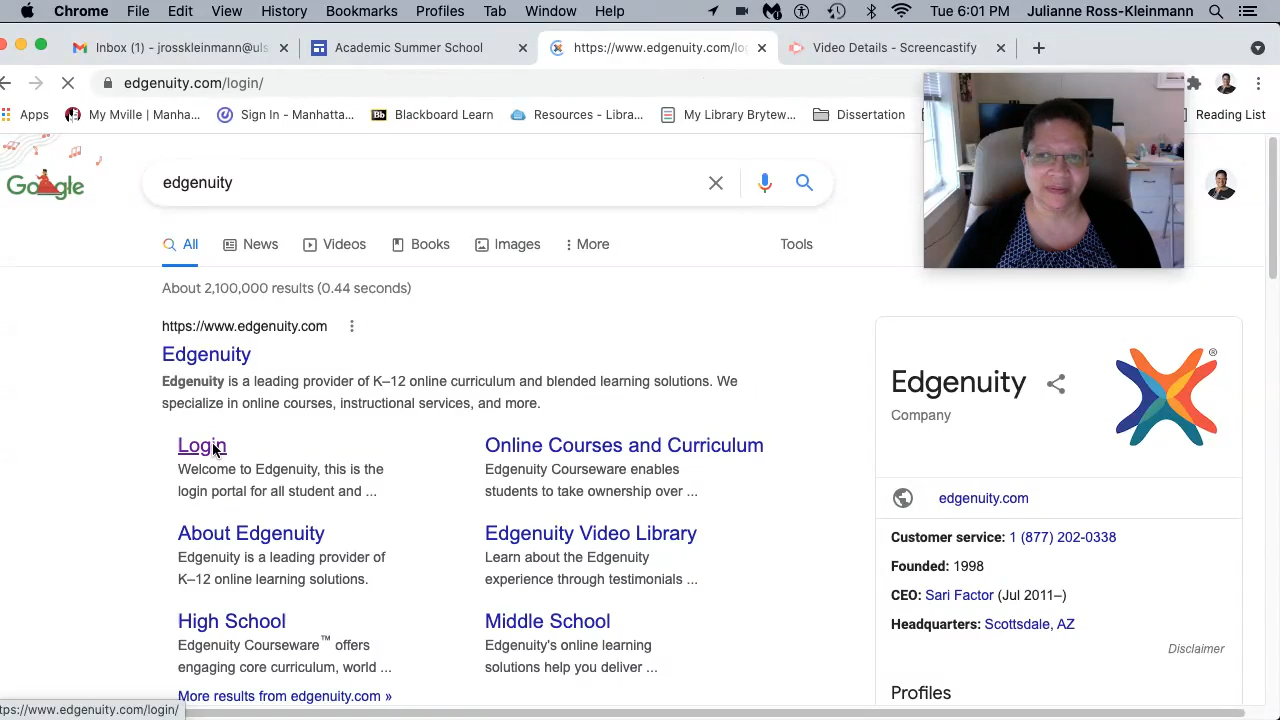 Chrome File Edit View History Bookmarks Profiles Tab Window Help Tue 6:01 PM Julianne Ross-Kleinmann
Inbox (1) - jrosskleinmann@uls Academic Summer School https://www.edgenuity.com/lo Video Details - Screencastify
edgenuity.com/login/
Apps My Mville | Manha... Sign In - Manhatta... Bb Blackboard Learn Resources - Libra... My Library Brytew... Dissertation Reading List
Google
edgenuity
All News Videos Books Images More Tools
About 2,100,000 results (0.44 seconds)
https://www.edgenuity.com
Edgenuity
Edgenuity is a leading provider of K–12 online curriculum and blended learning solutions. We
specialize in online courses, instructional services, and more.
Login
Welcome to Edgenuity, this is the
login portal for all student and ...
Online Courses and Curriculum
Edgenuity Courseware enables
students to take ownership over ...
About Edgenuity
Edgenuity is a leading provider of
K–12 online learning solutions.
Edgenuity Video Library
Learn about the Edgenuity
experience through testimonials ...
High School
Edgenuity Courseware™ offers
engaging core curriculum, world ...
Middle School
Edgenuity's online learning
solutions help you deliver ...
More results from edgenuity.com »
Edgenuity
Company
®
edgenuity.com
Customer service: 1 (877) 202-0338
Founded: 1998
CEO: Sari Factor (Jul 2011–)
Headquarters: Scottsdale, AZ
Disclaimer
Profiles
tps://www.edgenuity.com/login/